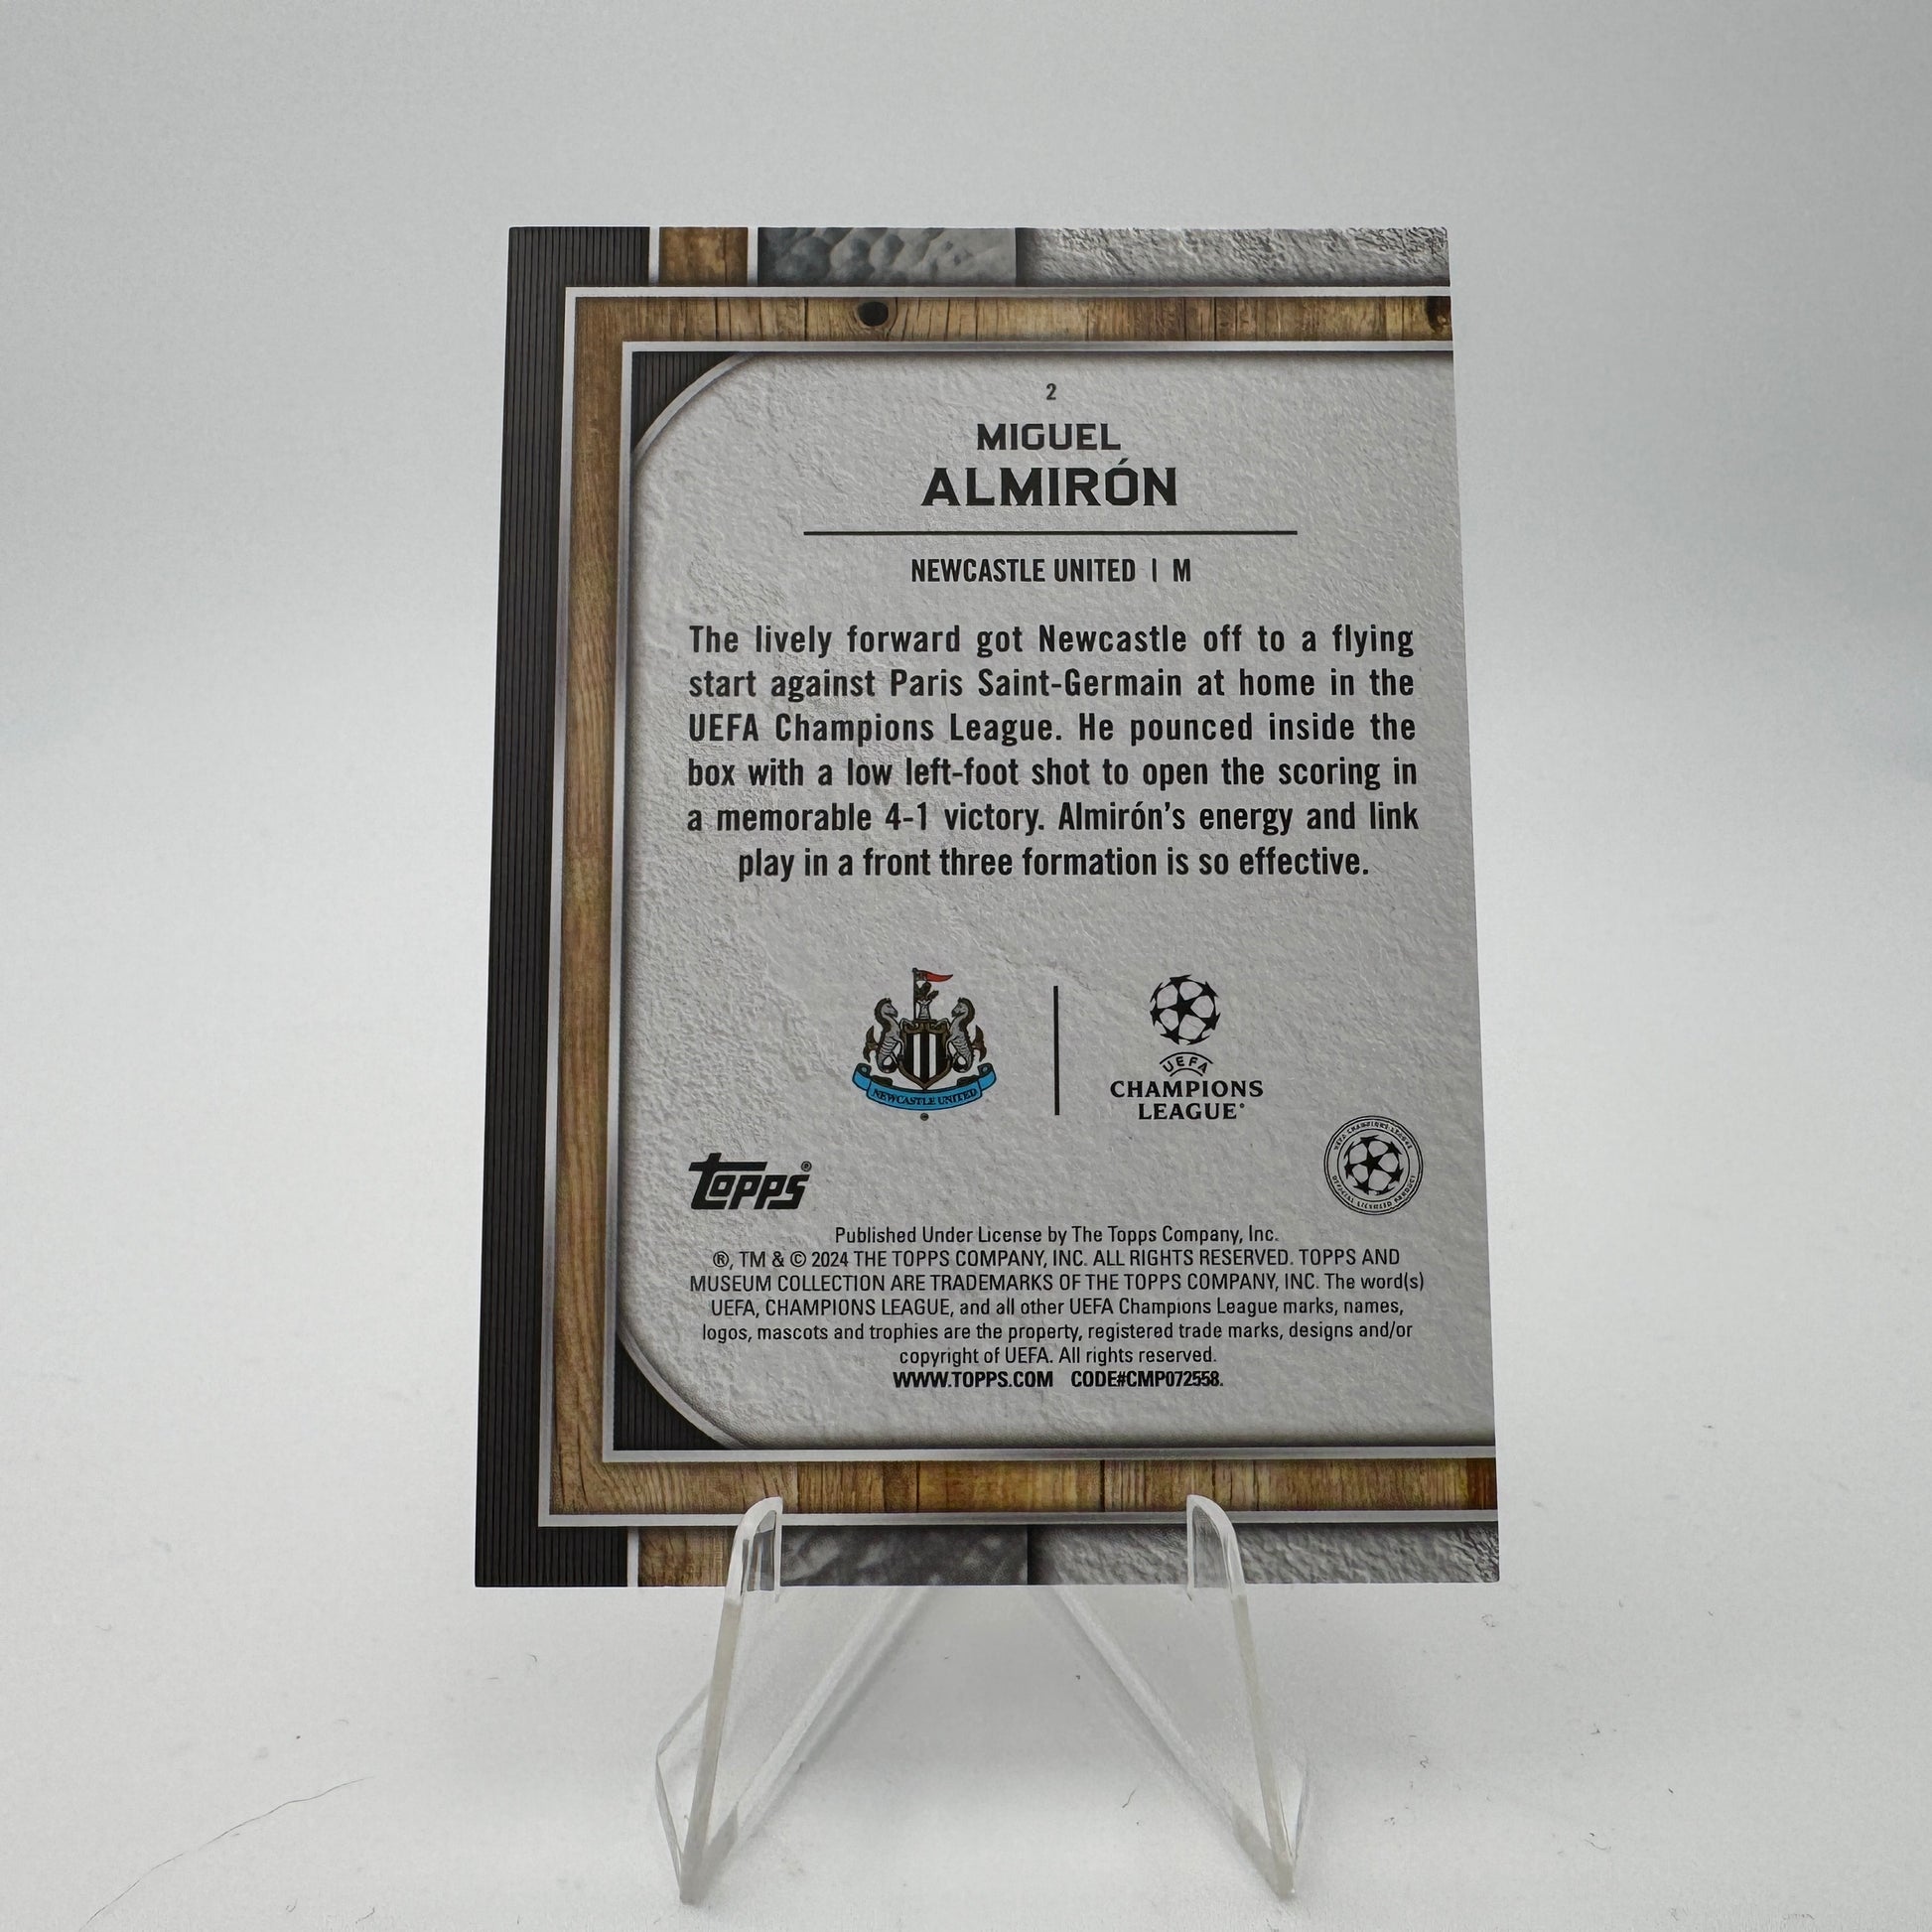 2
MIGUEL
ALMIRÓN
NEWCASTLE UNITED | M
The lively forward got Newcastle off to a flying
start against Paris Saint-Germain at home in the
UEFA Champions League. He pounced inside the
box with a low left-foot shot to open the scoring in
a memorable 4-1 victory. Almirón's energy and link
play in a front three formation is so effective.
NEWCASTLE UNITED
UEFA
CHAMPIONS
LEAGUE®
UEFA CHAMPIONS LEAGUE
OFFICIAL LICENSED PRODUCT
topps®
Published Under License by The Topps Company, Inc.
®, TM & © 2024 THE TOPPS COMPANY, INC. ALL RIGHTS RESERVED. TOPPS AND
MUSEUM COLLECTION ARE TRADEMARKS OF THE TOPPS COMPANY, INC. The word(s)
UEFA, CHAMPIONS LEAGUE, and all other UEFA Champions League marks, names,
logos, mascots and trophies are the property, registered trade marks, designs and/or
copyright of UEFA. All rights reserved.
WWW.TOPPS.COM CODE#CMP072558.